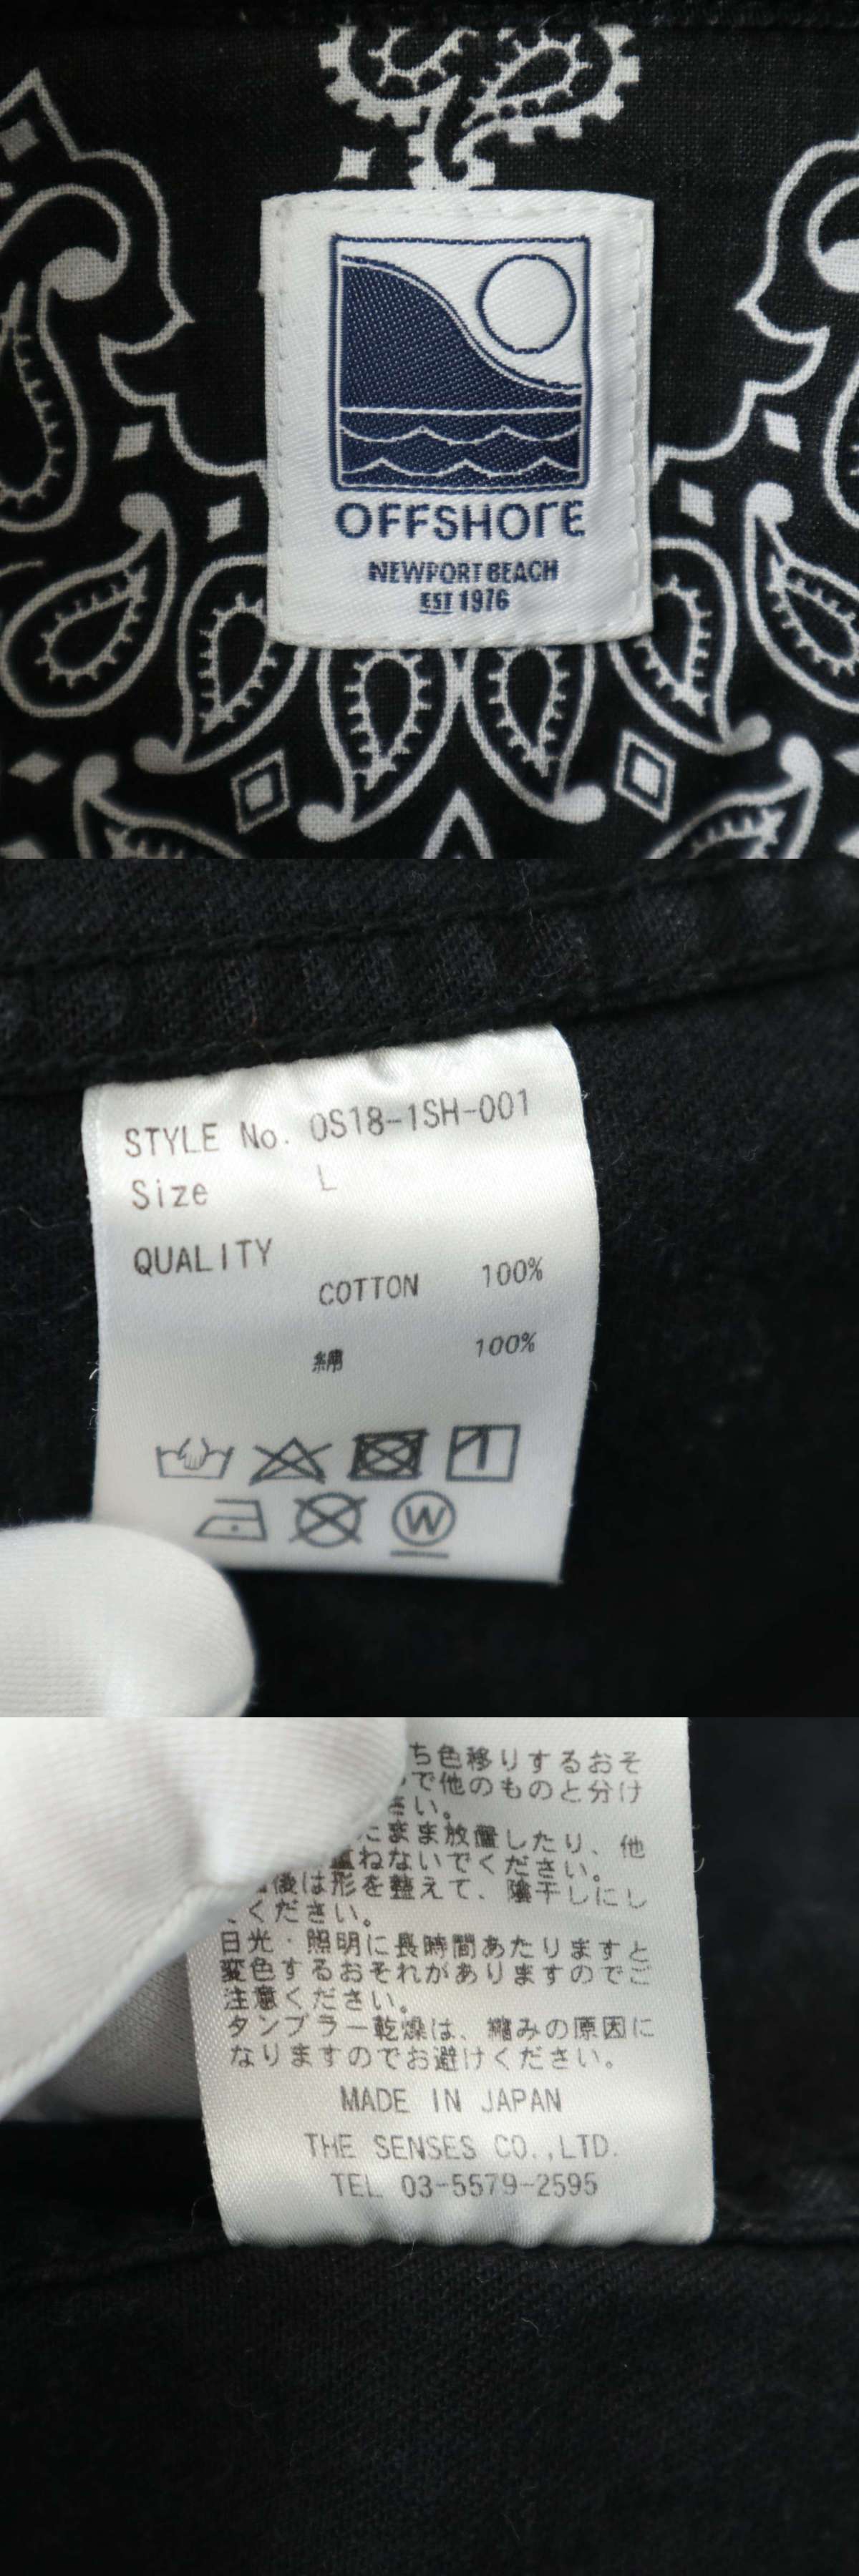 OFFSHOrE
NEWPORT BEACH
EST 1976
STYLE No. OS18-1SH-001
Size L
QUALITY
COTTON 100%
綿 100%
W
ち色移りするおそ
で他のものと分け
さい。
たまま放置したり、他
重ねないでください。
後は形を整えて、陰干しにし
てください。
日光・照明に長時間あたりますと
変色するおそれがありますのでご
注意ください。
タンブラー乾燥は、縮みの原因に
なりますのでお避けください。
MADE IN JAPAN
THE SENSES CO.,LTD.
TEL 03-5579-2595